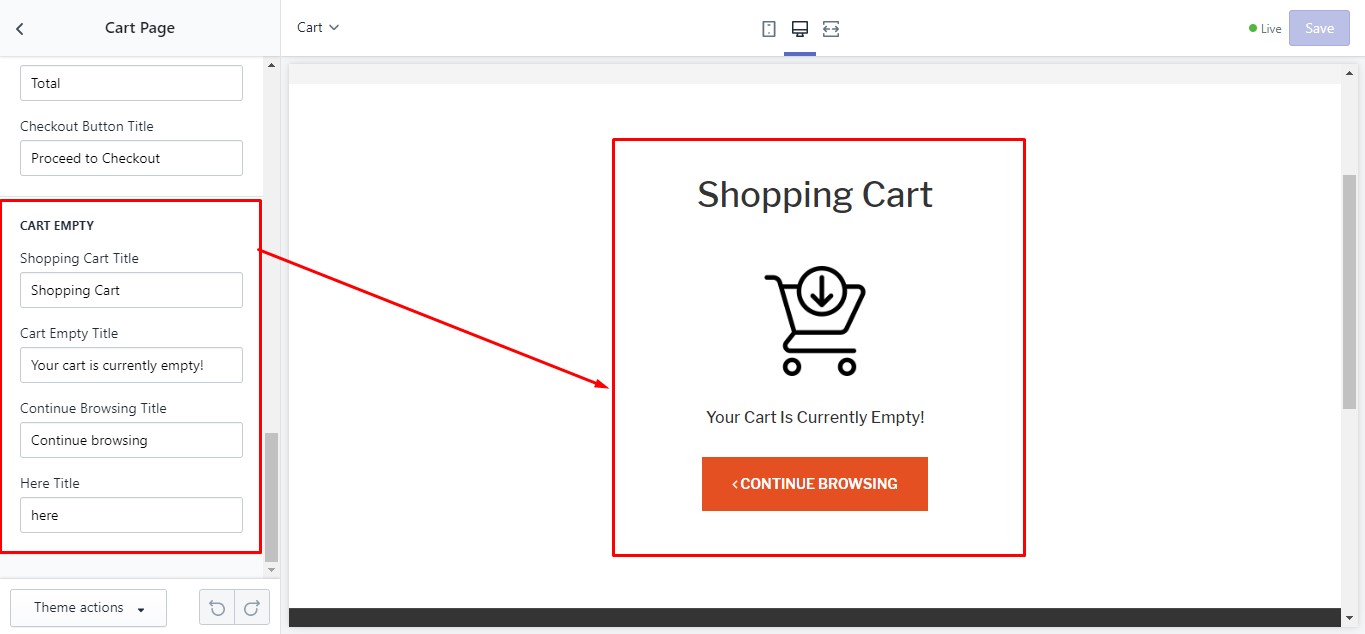 Cart Page
Cart
Live
Save
Total
Checkout Button Title
Proceed to Checkout
CART EMPTY
Shopping Cart Title
Shopping Cart
Cart Empty Title
Your cart is currently empty!
Continue Browsing Title
Continue browsing
Here Title
here
Theme actions
Shopping Cart
Your Cart Is Currently Empty!
‹ CONTINUE BROWSING